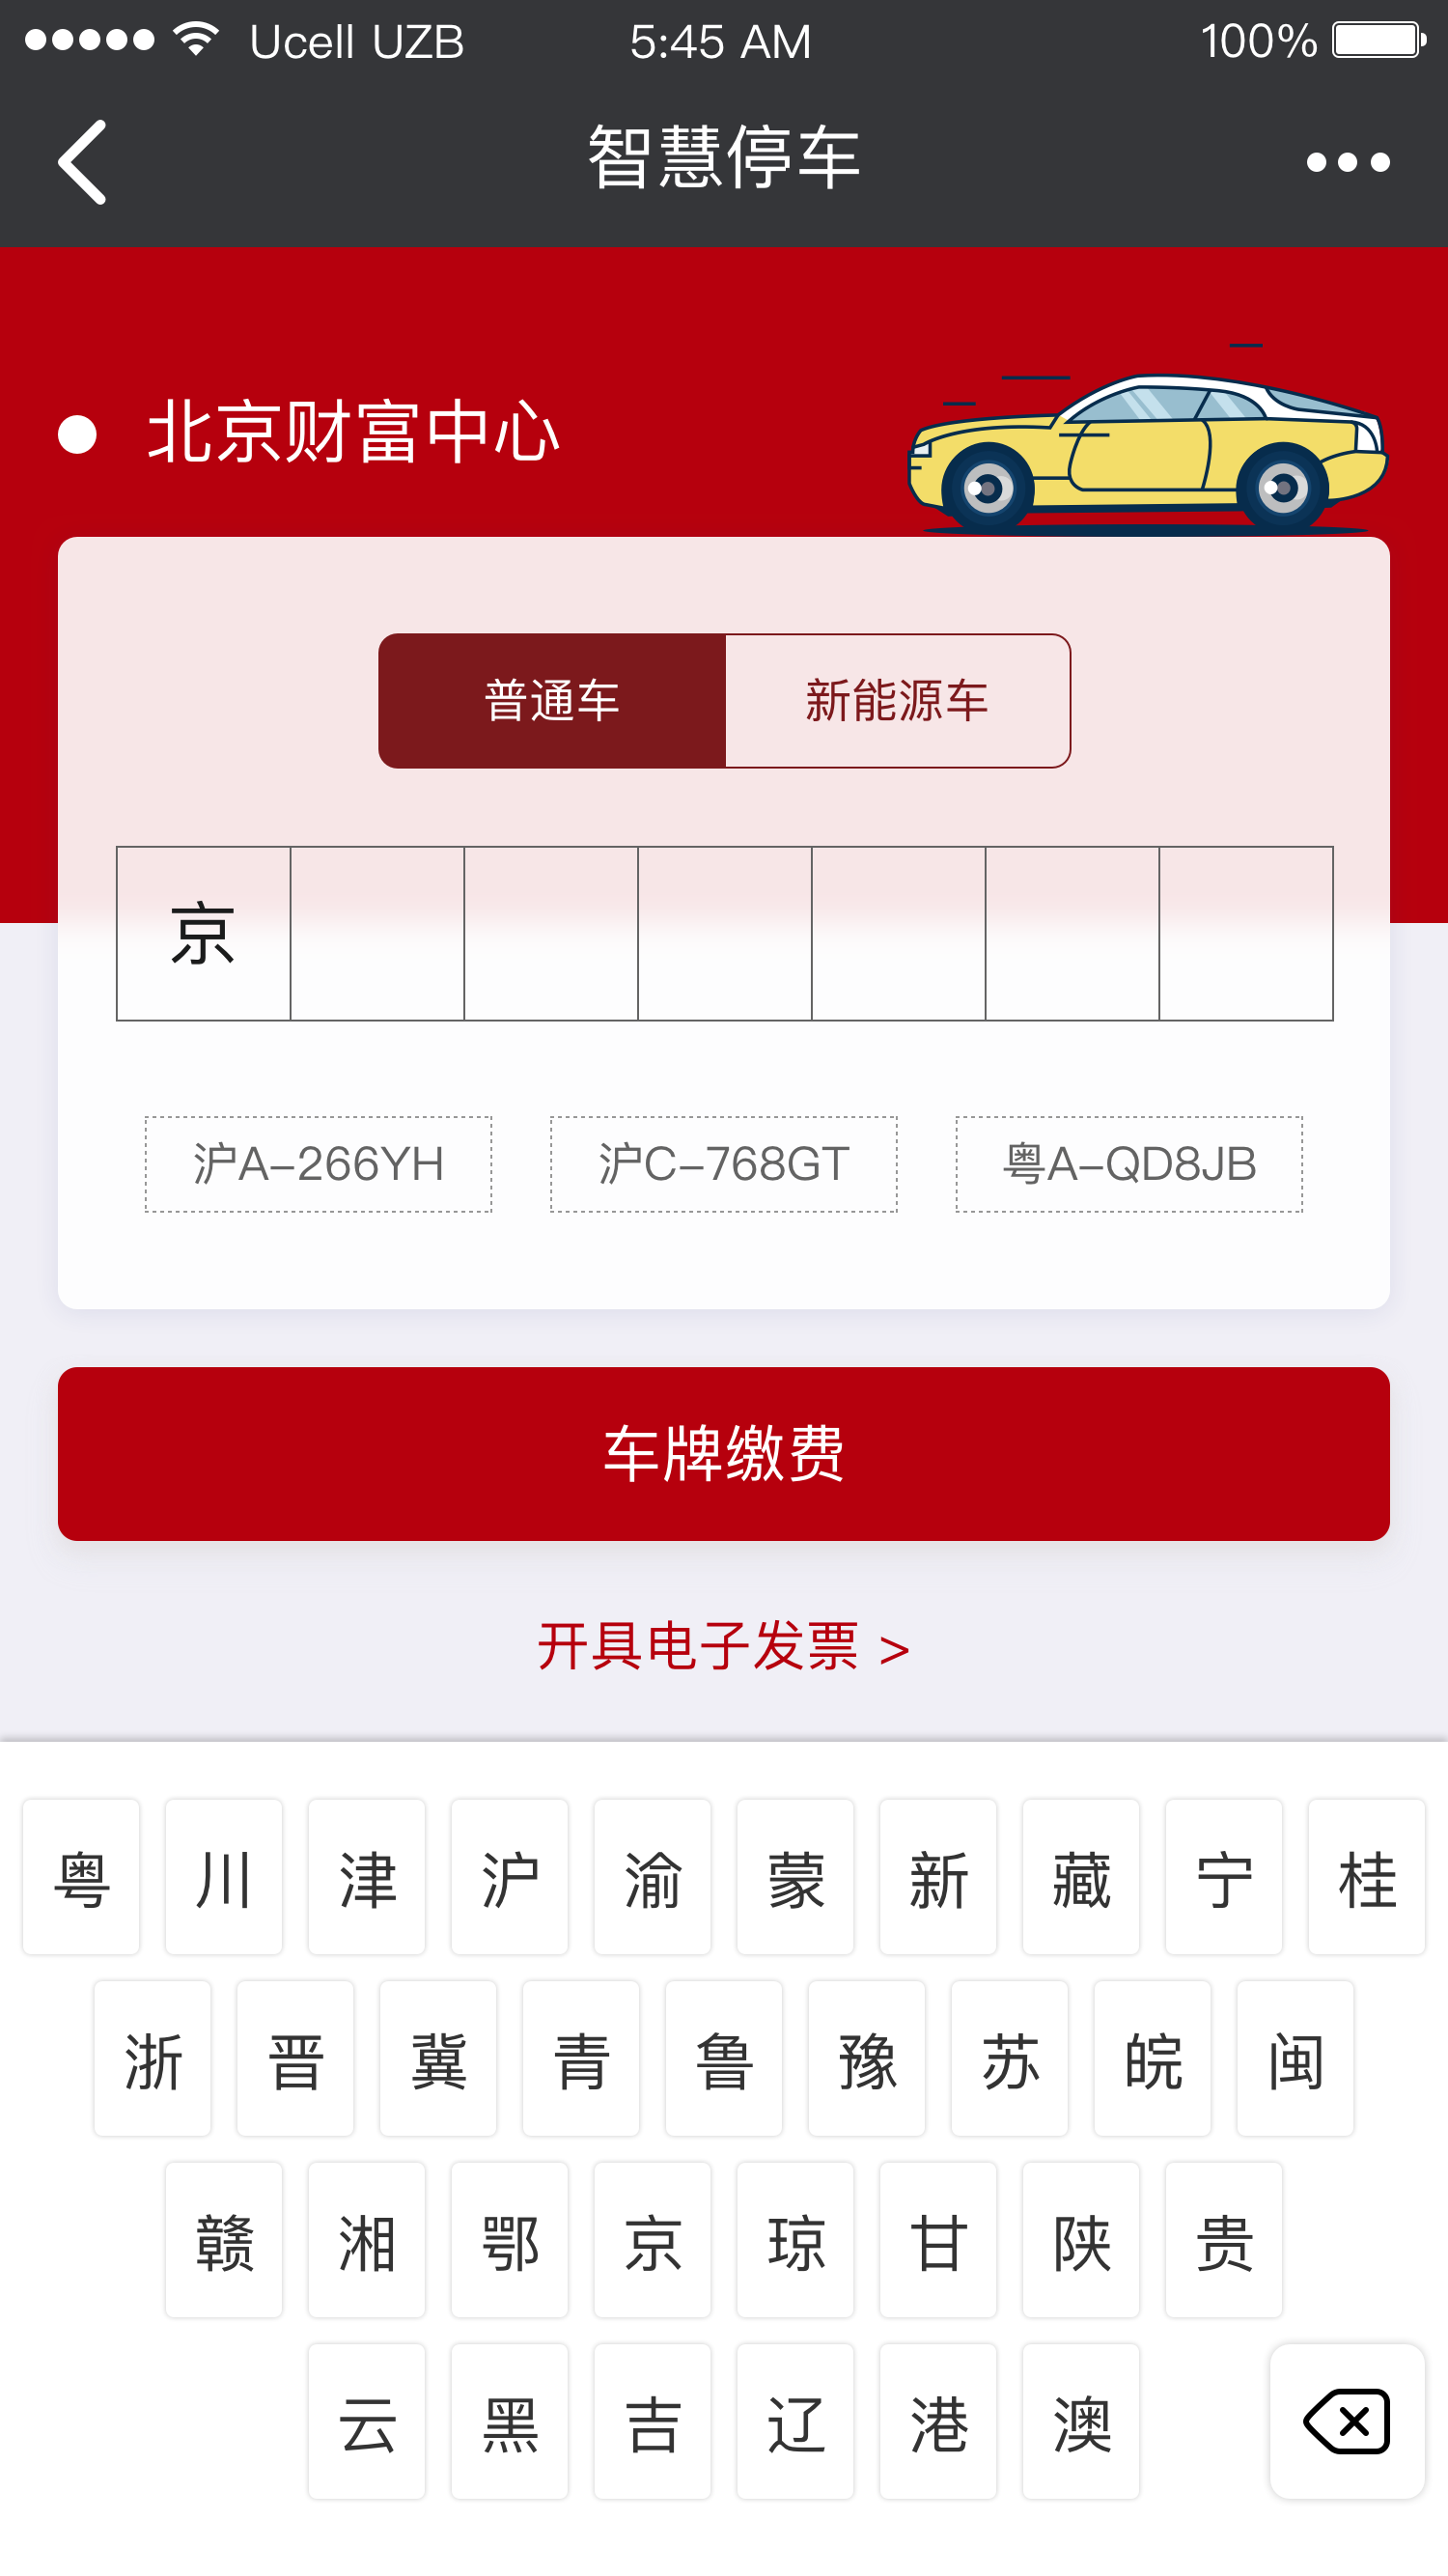 Ucell UZB 5:45 AM 100%
智慧停车
北京财富中心
普通车 新能源车
京
沪A-266YH 沪C-768GT 粤A-QD8JB
车牌缴费
开具电子发票 >
粤 川 津 沪 渝 蒙 新 藏 宁 桂
浙 晋 冀 青 鲁 豫 苏 皖 闽
赣 湘 鄂 京 琼 甘 陕 贵
云 黑 吉 辽 港 澳